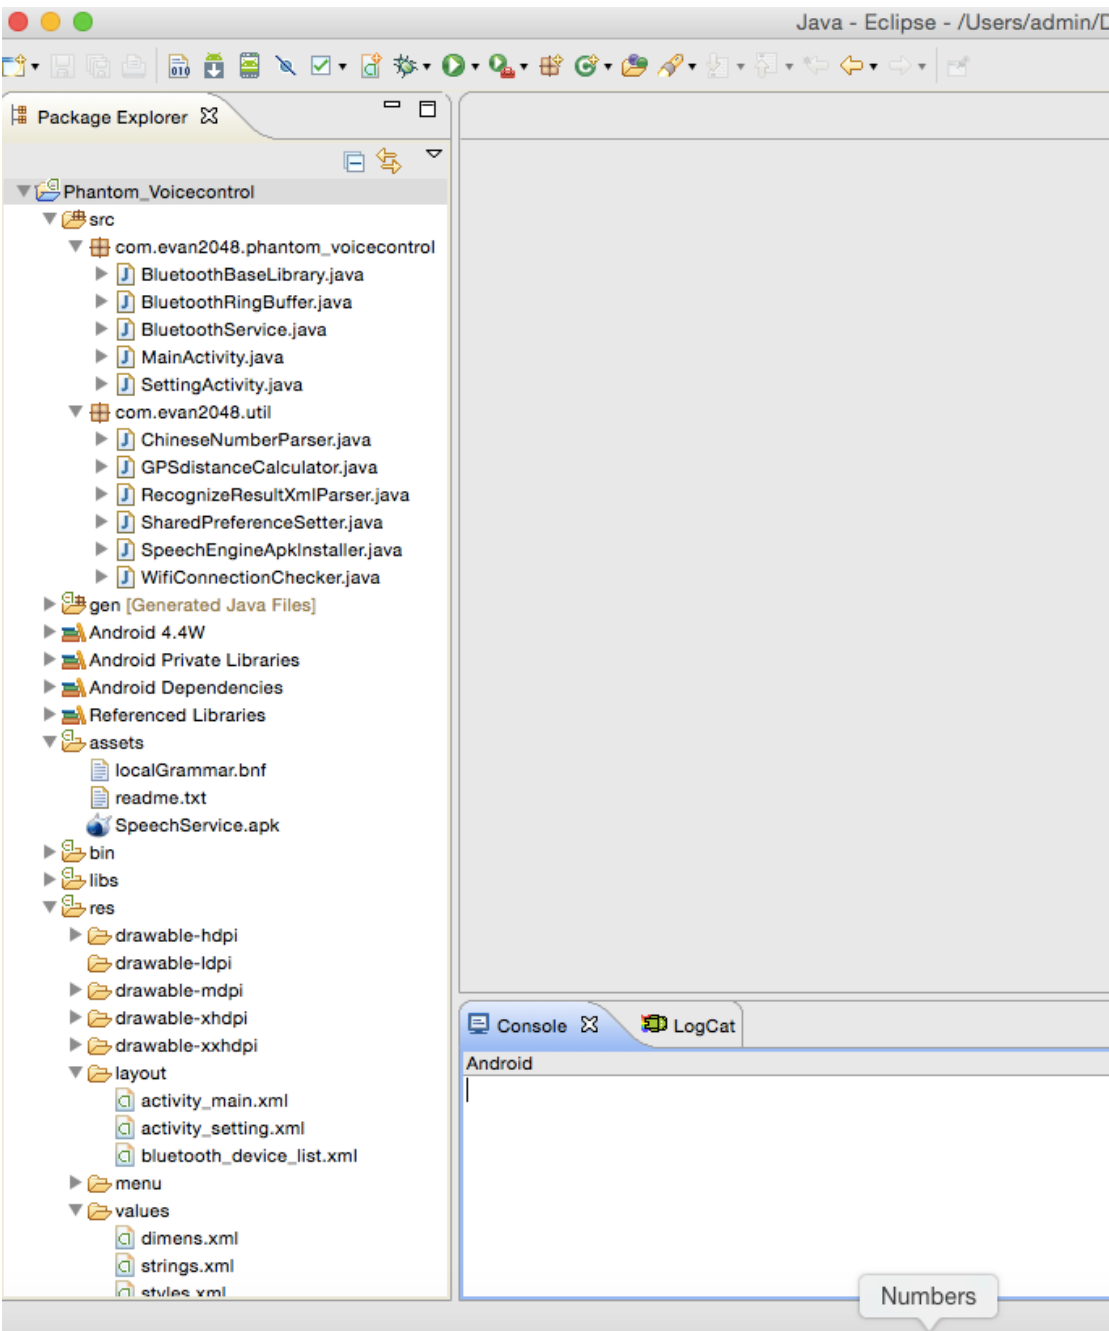 Java - Eclipse - /Users/admin/D
010
Package Explorer
Phantom_Voicecontrol
src
com.evan2048.phantom_voicecontrol
BluetoothBaseLibrary.java
BluetoothRingBuffer.java
BluetoothService.java
MainActivity.java
SettingActivity.java
com.evan2048.util
ChineseNumberParser.java
GPSdistanceCalculator.java
RecognizeResultXmlParser.java
SharedPreferenceSetter.java
SpeechEngineApkInstaller.java
WifiConnectionChecker.java
gen [Generated Java Files]
Android 4.4W
Android Private Libraries
Android Dependencies
Referenced Libraries
assets
localGrammar.bnf
readme.txt
SpeechService.apk
bin
libs
res
drawable-hdpi
drawable-ldpi
drawable-mdpi
drawable-xhdpi
drawable-xxhdpi
layout
activity_main.xml
activity_setting.xml
bluetooth_device_list.xml
menu
values
dimens.xml
strings.xml
styles.xml
Console
LogCat
Android
Numbers